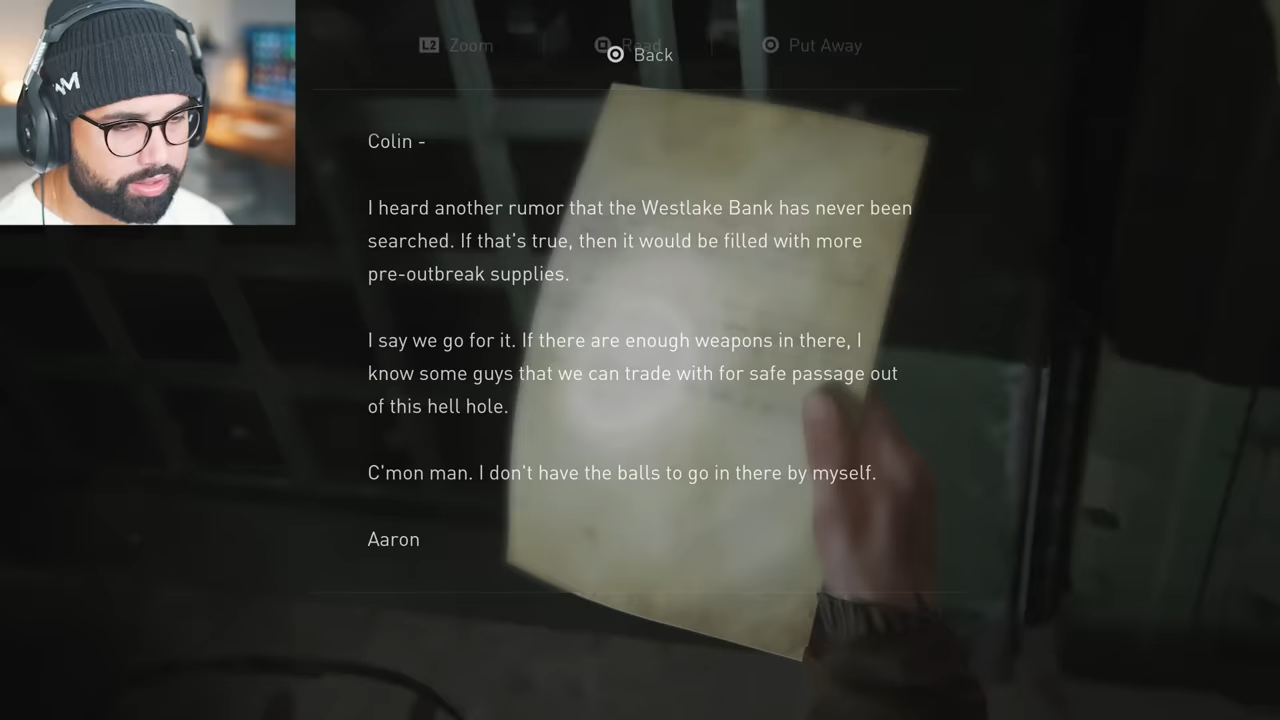 L2 Zoom
Read
Put Away
Back
Colin -
I heard another rumor that the Westlake Bank has never been
searched. If that's true, then it would be filled with more
pre-outbreak supplies.
I say we go for it. If there are enough weapons in there, I
know some guys that we can trade with for safe passage out
of this hell hole.
C'mon man. I don't have the balls to go in there by myself.
Aaron